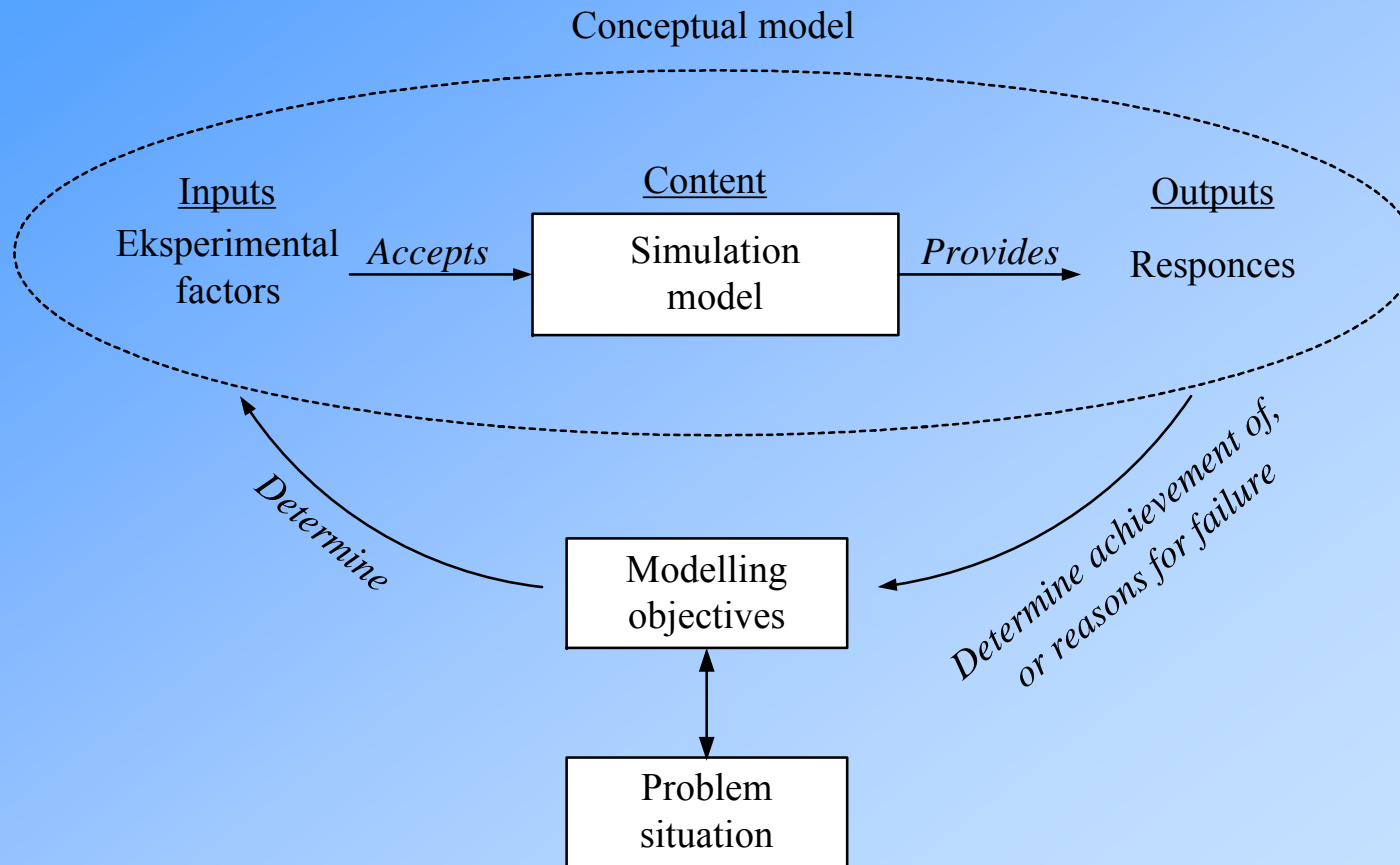 Conceptual model
Inputs
Eksperimental
factors
Accepts
Content
Simulation
model
Provides
Outputs
Responces
Determine
Modelling
objectives
Determine achievement of,
or reasons for failure
Problem
situation